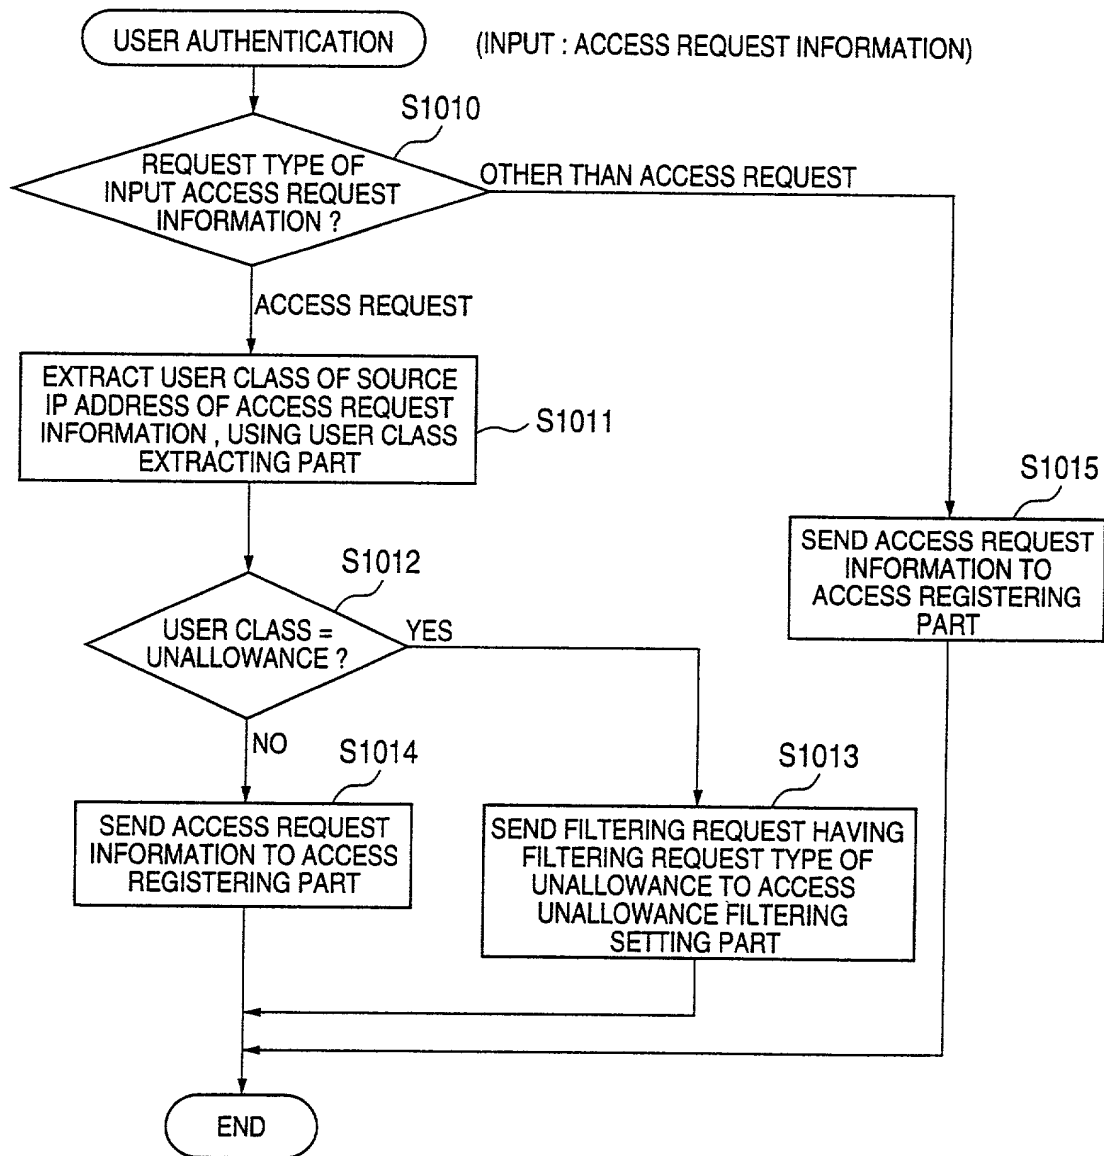 USER AUTHENTICATION
(INPUT : ACCESS REQUEST INFORMATION)
S1010
REQUEST TYPE OF
INPUT ACCESS REQUEST
INFORMATION ?
OTHER THAN ACCESS REQUEST
ACCESS REQUEST
EXTRACT USER CLASS OF SOURCE
IP ADDRESS OF ACCESS REQUEST
INFORMATION , USING USER CLASS
EXTRACTING PART
S1011
S1015
SEND ACCESS REQUEST
INFORMATION TO
ACCESS REGISTERING
PART
S1012
USER CLASS =
UNALLOWANCE ?
YES
NO
S1014
SEND ACCESS REQUEST
INFORMATION TO ACCESS
REGISTERING PART
S1013
SEND FILTERING REQUEST HAVING
FILTERING REQUEST TYPE OF
UNALLOWANCE TO ACCESS
UNALLOWANCE FILTERING
SETTING PART
END